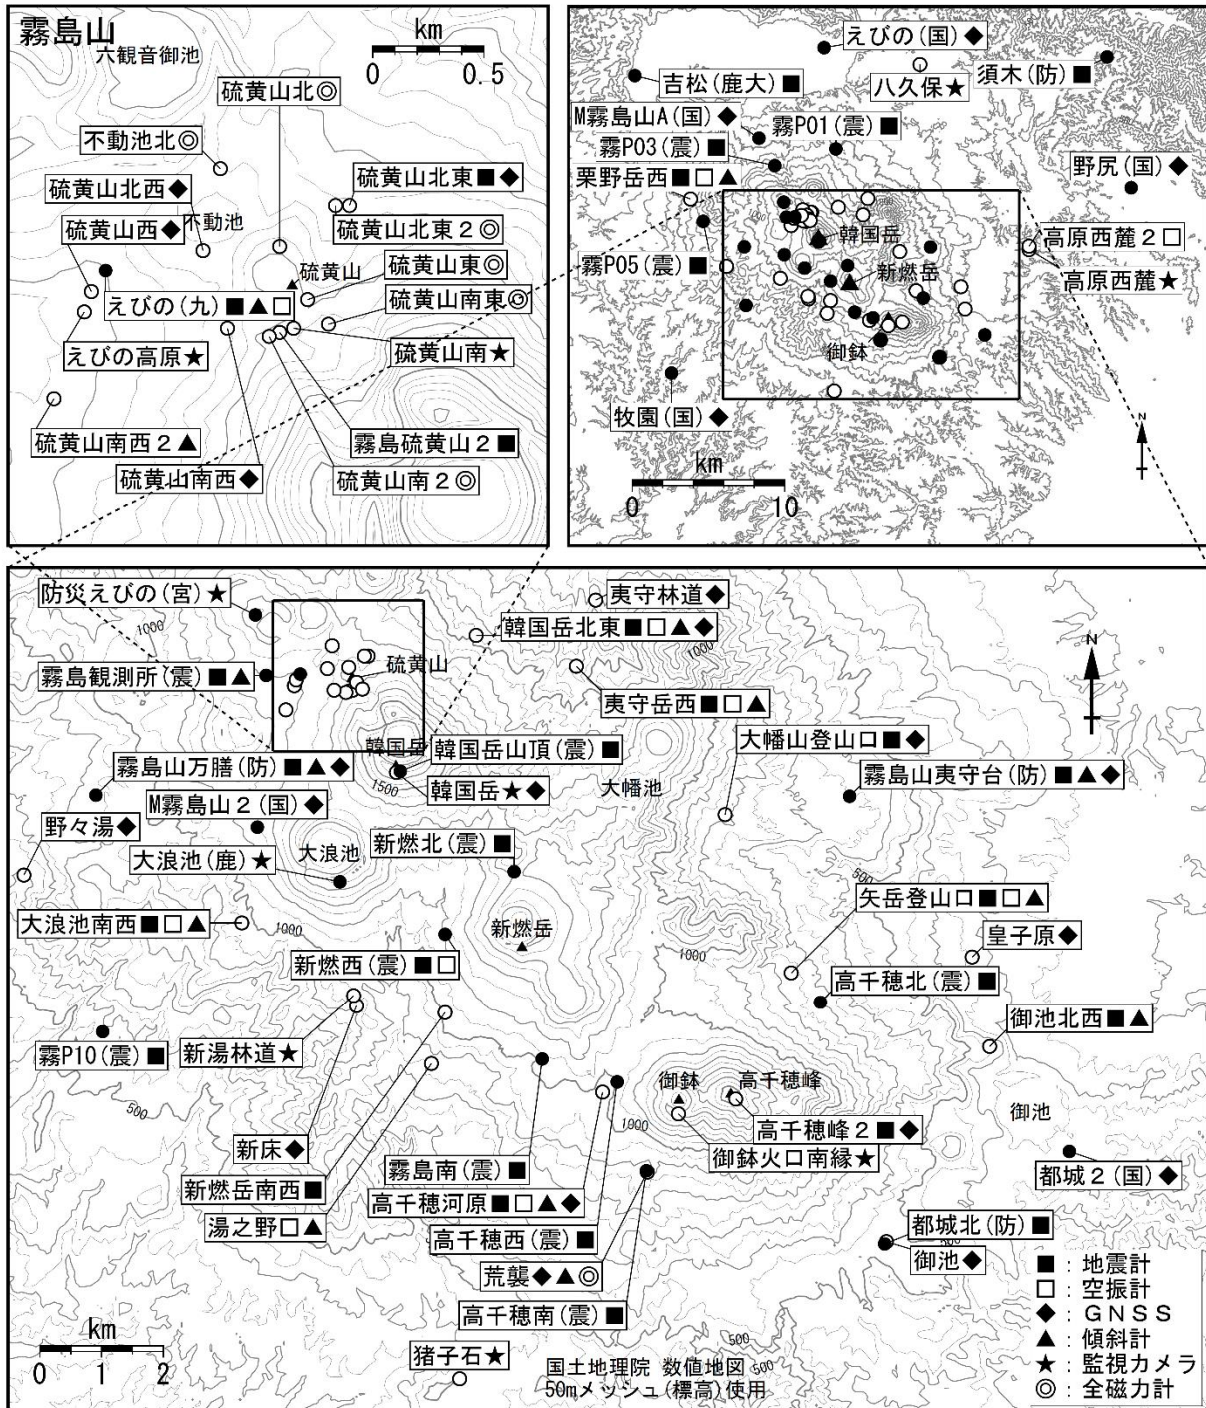 霧島山
六観音御池
km
0 0.5
硫黄山北◎
不動池北◎
硫黄山北西◆
硫黄山北東■◆
不動池
硫黄山西◆
硫黄山北東2◎
硫黄山
硫黄山東◎
えびの(九)■▲□
硫黄山南東◎
えびの高原★
硫黄山南★
硫黄山南西2▲
霧島硫黄山2■
硫黄山南西◆
硫黄山南2◎
えびの(国)◆
吉松(鹿大)■
八久保★
須木(防)■
M霧島山A(国)◆
霧P01(震)■
霧P03(震)■
野尻(国)◆
栗野岳西■□▲
1000
韓国岳
高原西麓2□
霧P05(震)■
新燃岳
高原西麓★
御鉢
牧園(国)◆
N
km
0 10
防災えびの(宮)★
1000
夷守林道◆
韓国岳北東■□▲◆
1000
N
霧島観測所(震)■▲
硫黄山
夷守岳西■□▲
大幡山登山口■◆
韓国岳
韓国岳山頂(震)■
霧島山万膳(防)■▲◆
霧島山夷守台(防)■▲◆
1500
韓国岳★◆
大幡池
M霧島山2(国)◆
野々湯◆
新燃北(震)■
大浪池(鹿)★
大浪池
500
矢岳登山口■□▲
大浪池南西■□▲
1000
新燃岳
皇子原◆
新燃西(震)■□
1000
高千穂北(震)■
御池北西■▲
霧P10(震)■
新湯林道★
500
御鉢
高千穂峰
御池
1000
新床◆
高千穂峰2■◆
霧島南(震)■
御鉢火口南縁★
都城2(国)◆
新燃岳南西■
高千穂河原■□▲◆
湯之野□▲
高千穂西(震)■
都城北(防)■
荒襲◆▲◎
御池◆
500
高千穂南(震)■
■:地震計
□:空振計
◆:GNSS
▲:傾斜計
★:監視カメラ
◎:全磁力計
km
0 1 2
猪子石★
500
国土地理院 数値地図
500
50mメッシュ(標高)使用